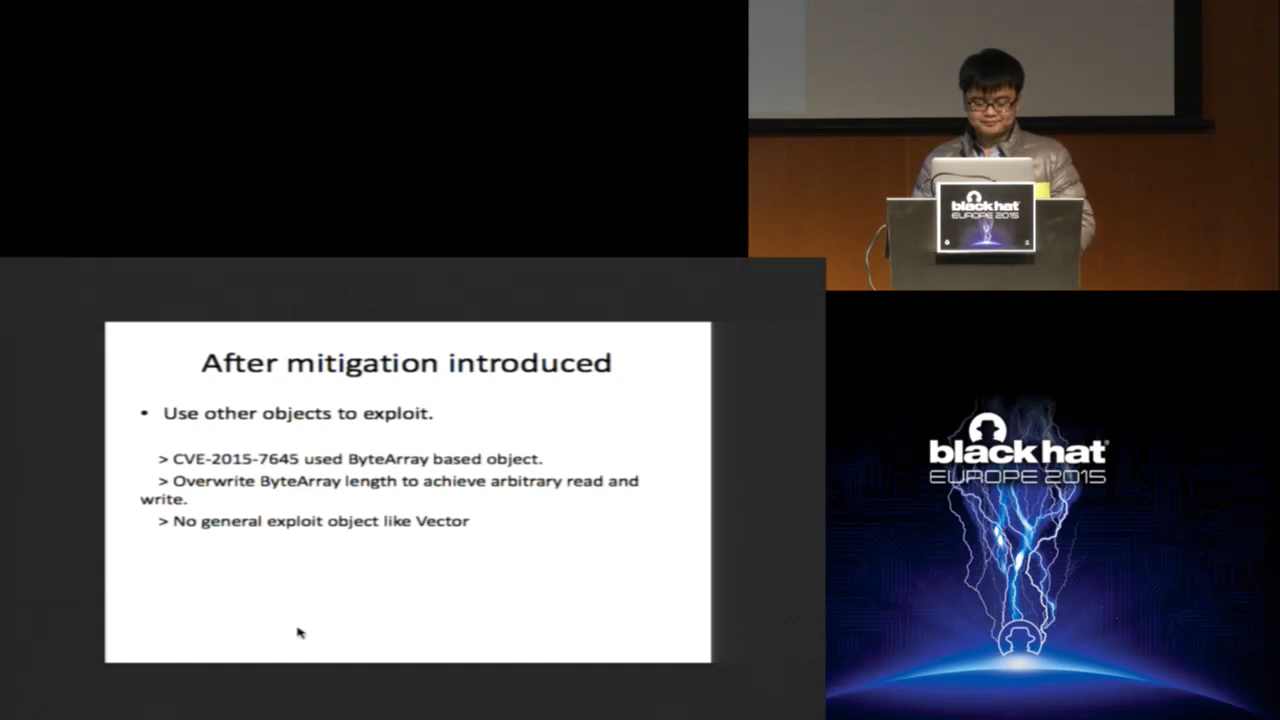 black hat
EUROPE 2015
After mitigation introduced
• Use other objects to exploit.
> CVE-2015-7645 used ByteArray based object.
> Overwrite ByteArray length to achieve arbitrary read and
write.
> No general exploit object like Vector
black hat®
EUROPE 2015